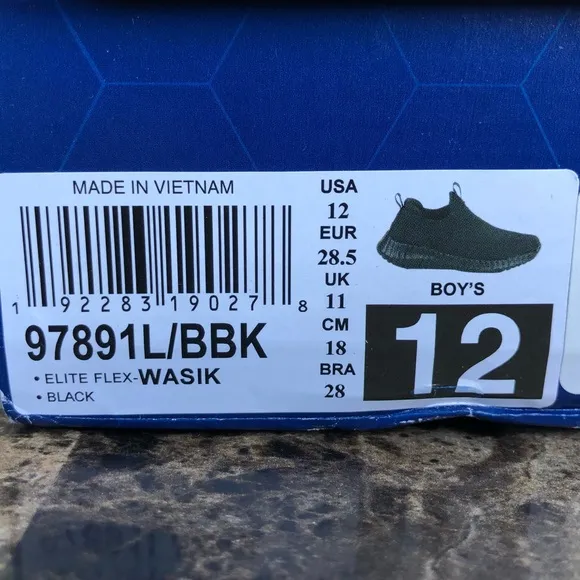 MADE IN VIETNAM
1 92283 19027 8
97891L/BBK
• ELITE FLEX-WASIK
• BLACK
USA
12
EUR
28.5
UK
11
CM
18
BRA
28
BOY'S
12